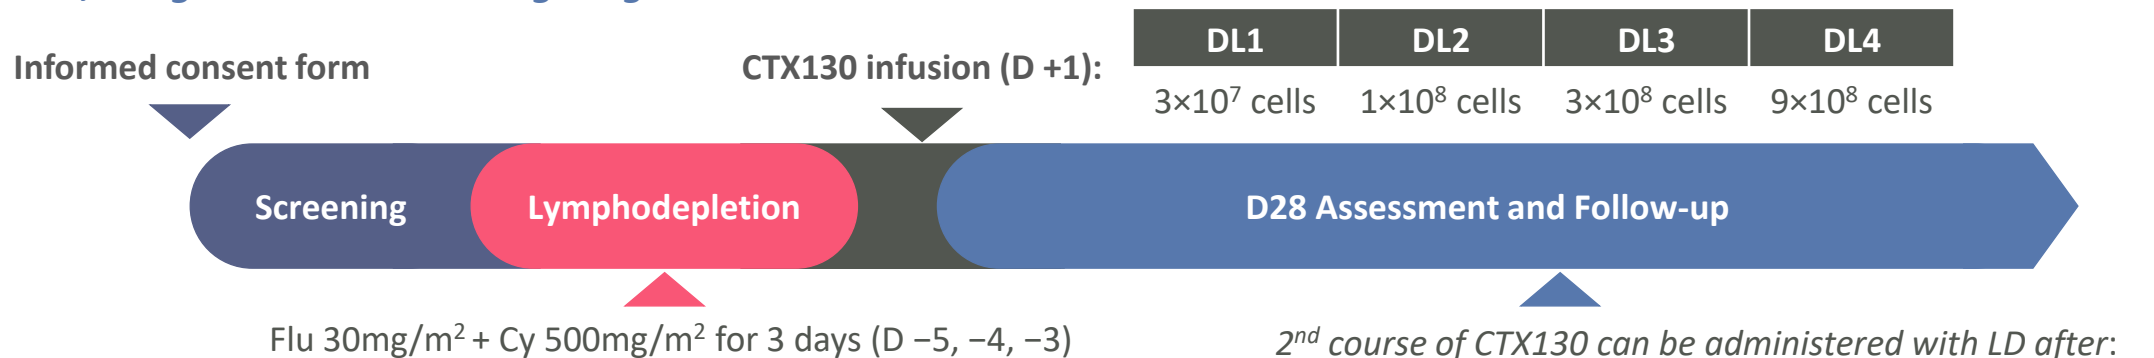 Informed consent form
CTX130 infusion (D +1):
DL1 DL2 DL3 DL4
3×10⁷ cells 1×10⁸ cells 3×10⁸ cells 9×10⁸ cells
Screening
Lymphodepletion
D28 Assessment and Follow-up
Flu 30mg/m² + Cy 500mg/m² for 3 days (D −5, −4, −3)
2ⁿᵈ course of CTX130 can be administered with LD after: